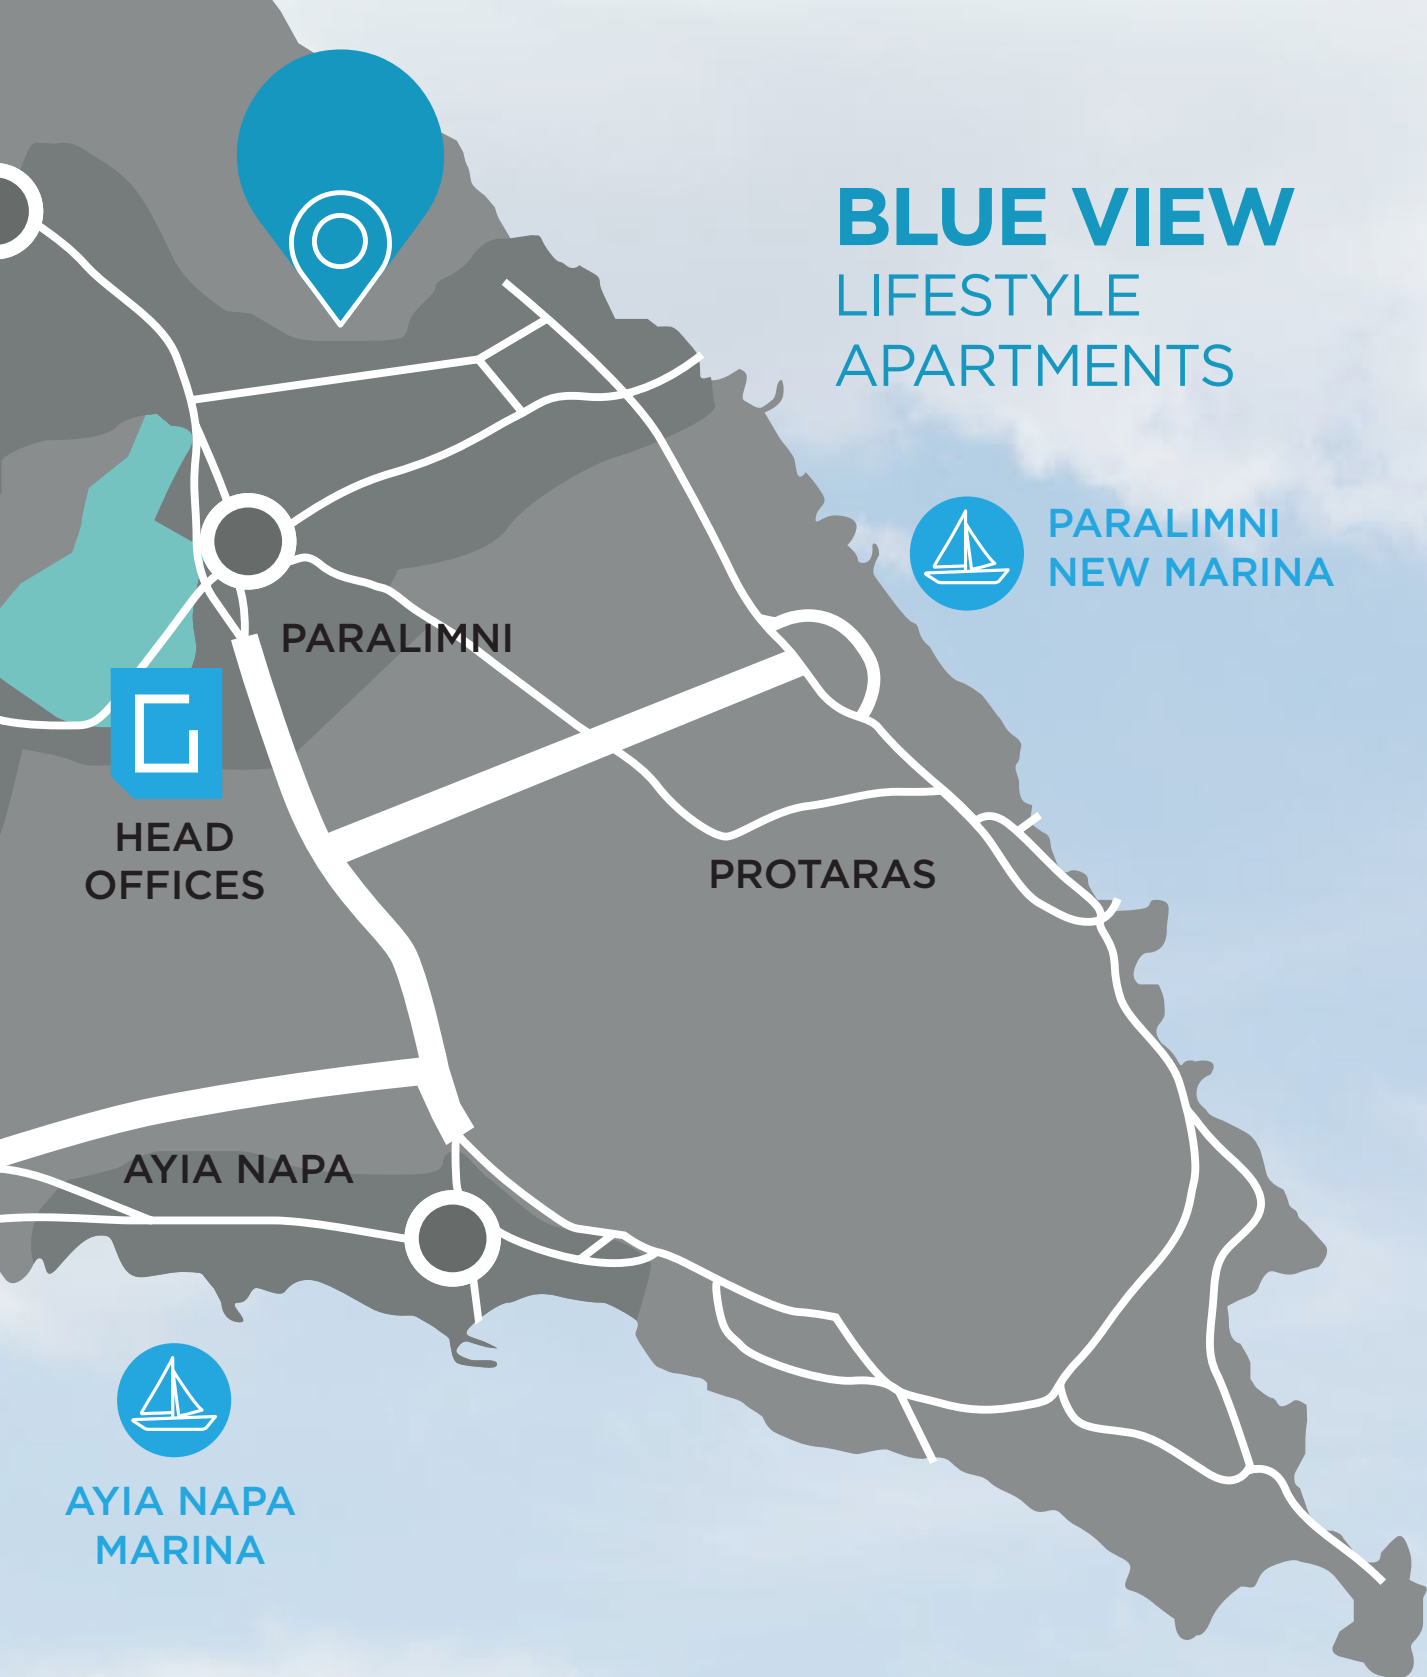 BLUE VIEW
LIFESTYLE
APARTMENTS
PARALIMNI
NEW MARINA
PARALIMNI
HEAD
OFFICES
PROTARAS
AYIA NAPA
AYIA NAPA
MARINA